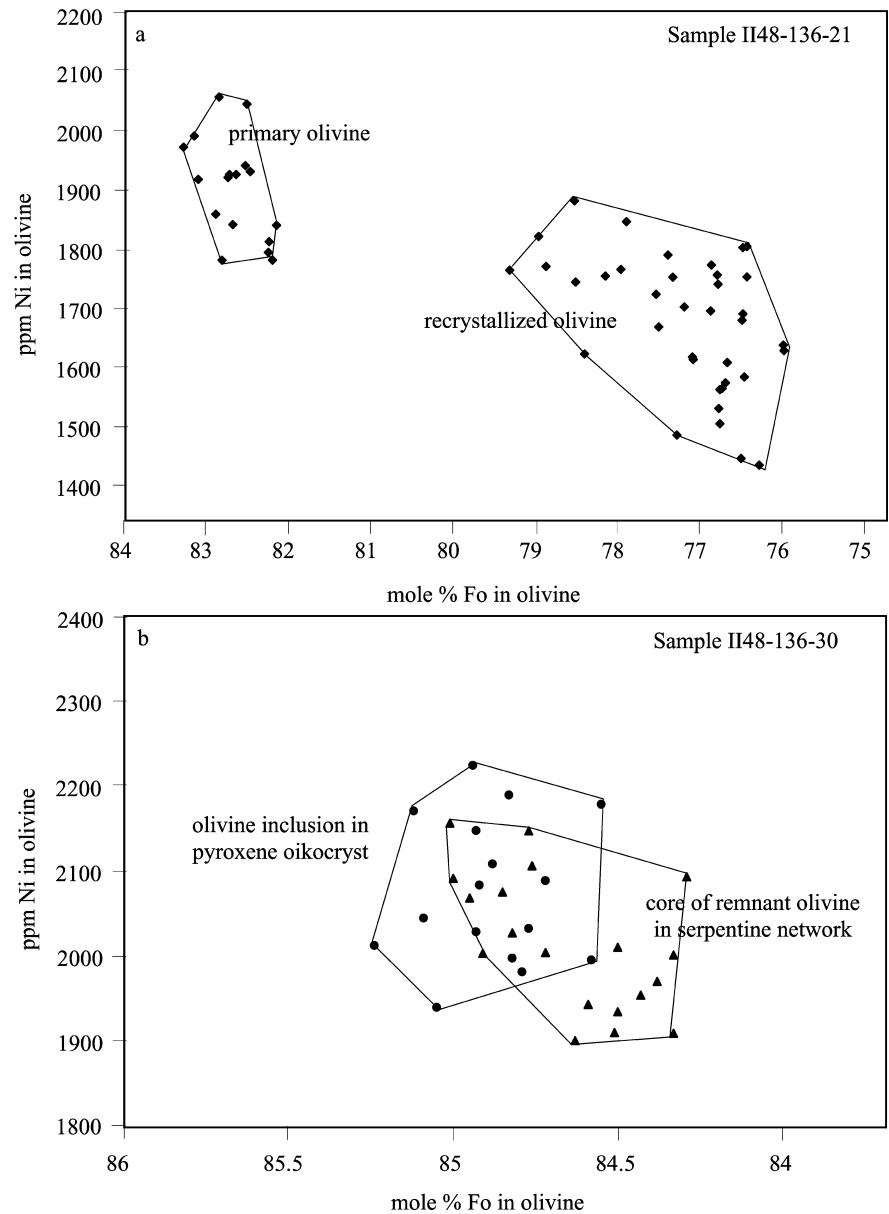 a
Sample II48-136-21
2200
2100
2000
1900
1800
1700
1600
1500
1400
ppm Ni in olivine
primary olivine
recrystallized olivine
84 83 82 81 80 79 78 77 76 75
mole % Fo in olivine
b
Sample II48-136-30
2400
2300
2200
2100
2000
1900
1800
ppm Ni in olivine
olivine inclusion in
pyroxene oikocryst
core of remnant olivine
in serpentine network
86 85.5 85 84.5 84
mole % Fo in olivine